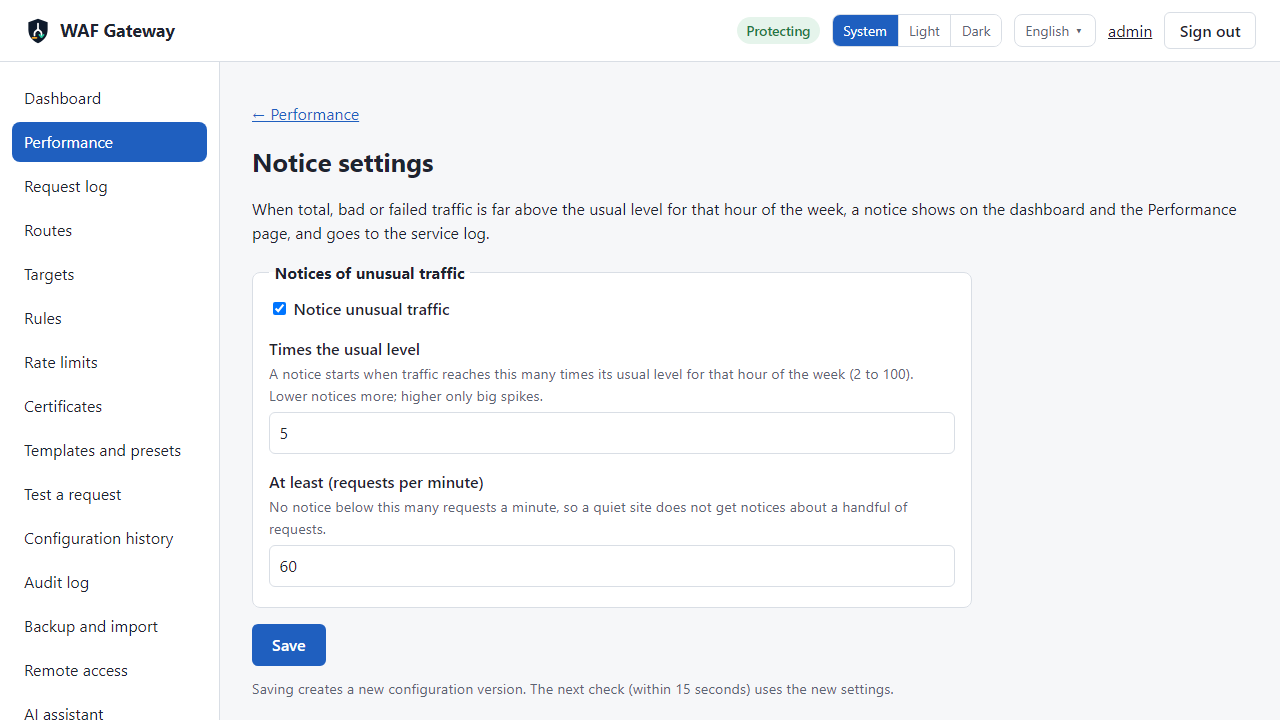 WAF Gateway
Protecting
System
Light
Dark
English ▾
admin
Sign out
Dashboard
Performance
Request log
Routes
Targets
Rules
Rate limits
Certificates
Templates and presets
Test a request
Configuration history
Audit log
Backup and import
Remote access
AI assistant
← Performance
Notice settings
When total, bad or failed traffic is far above the usual level for that hour of the week, a notice shows on the dashboard and the Performance
page, and goes to the service log.
Notices of unusual traffic
Notice unusual traffic
Times the usual level
A notice starts when traffic reaches this many times its usual level for that hour of the week (2 to 100).
Lower notices more; higher only big spikes.
5
At least (requests per minute)
No notice below this many requests a minute, so a quiet site does not get notices about a handful of
requests.
60
Save
Saving creates a new configuration version. The next check (within 15 seconds) uses the new settings.